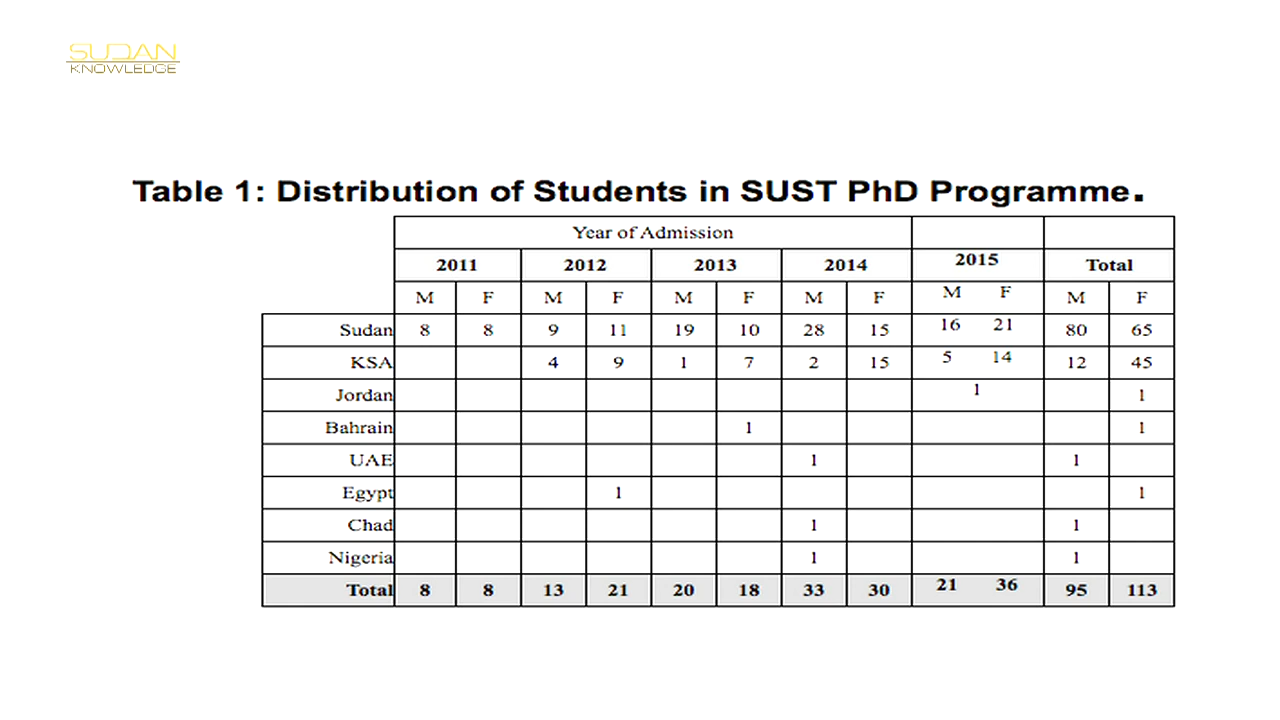 SUDAN
KNOWLEDGE
Table 1: Distribution of Students in SUST PhD Programme.
Year of Admission
2011 2012 2013 2014 2015 Total
M F M F M F M F M F M F
Sudan 8 8 9 11 19 10 28 15 16 21 80 65
KSA 4 9 1 7 2 15 5 14 12 45
Jordan 1 1
Bahrain 1 1
UAE 1 1
Egypt 1 1
Chad 1 1
Nigeria 1 1
Total 8 8 13 21 20 18 33 30 21 36 95 113